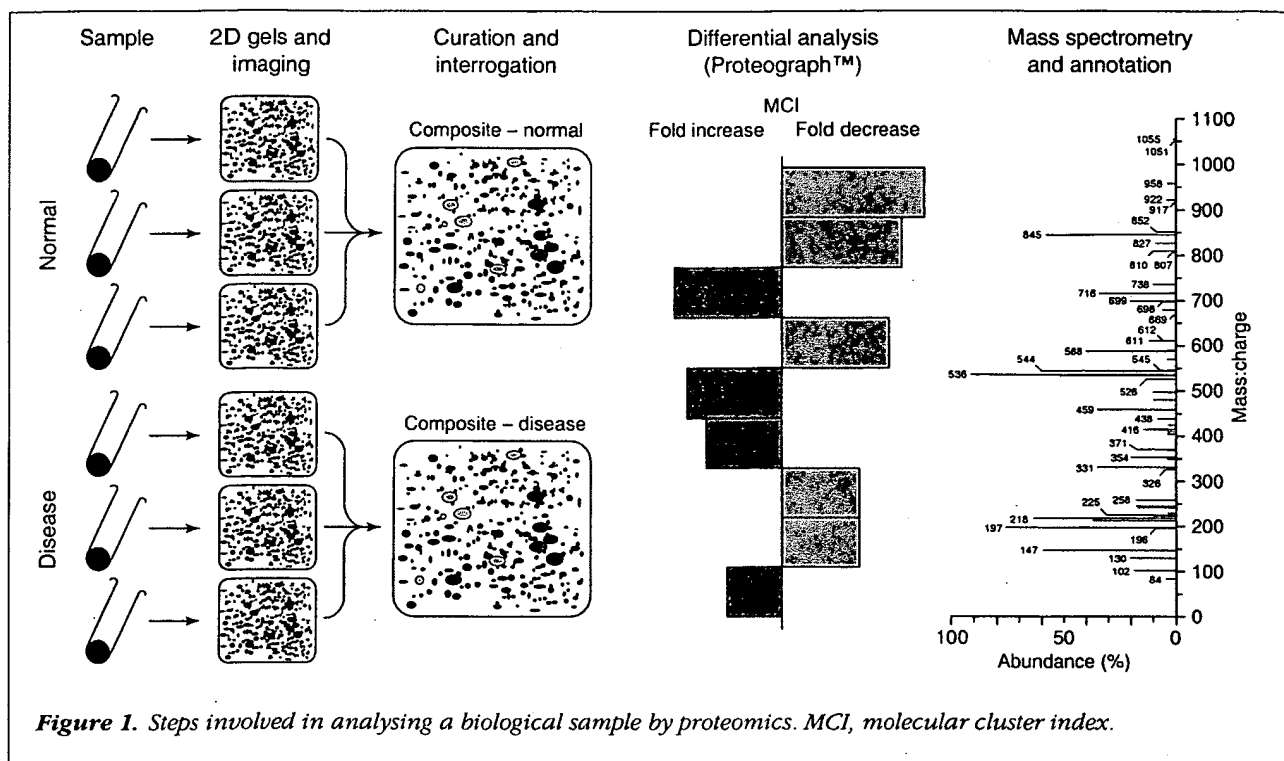 Sample
2D gels and
imaging
Curation and
interrogation
Differential analysis
(Proteograph™)
Mass spectrometry
and annotation
Normal
Disease
Composite – normal
Composite – disease
MCI
Fold increase
Fold decrease
1055
1051
958
922
917
852
845
827
810
807
738
716
699
698
669
612
611
568
545
544
536
526
459
438
416
371
354
331
326
258
225
218
197
196
147
130
102
84
1100
1000
900
800
700
600
500
400
300
200
100
0
Mass:charge
100
50
0
Abundance (%)
Figure 1. Steps involved in analysing a biological sample by proteomics. MCI, molecular cluster index.